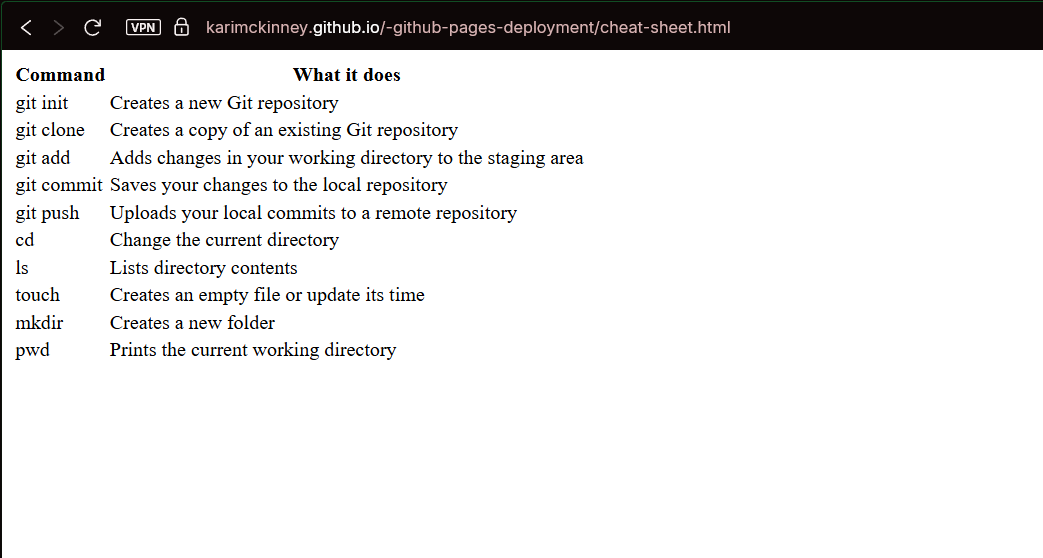 VPN karimckinney.github.io/-github-pages-deployment/cheat-sheet.html
Command What it does
git init Creates a new Git repository
git clone Creates a copy of an existing Git repository
git add Adds changes in your working directory to the staging area
git commit Saves your changes to the local repository
git push Uploads your local commits to a remote repository
cd Change the current directory
ls Lists directory contents
touch Creates an empty file or update its time
mkdir Creates a new folder
pwd Prints the current working directory